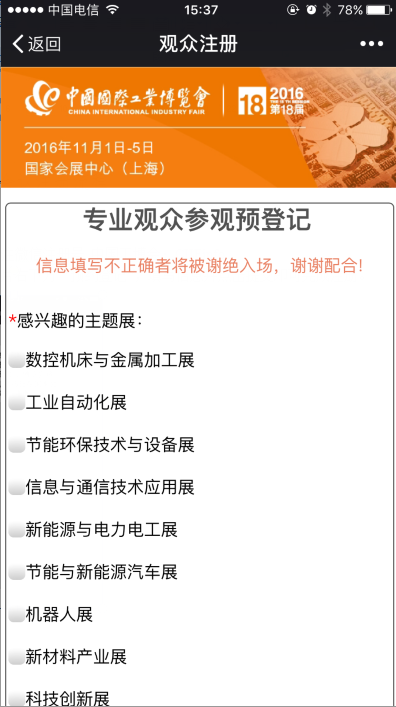 中国电信 15:37 78%
返回 观众注册
中國國際工業博覽會 18 2016
CHINA INTERNATIONAL INDUSTRY FAIR 第18届
2016年11月1日-5日
国家会展中心（上海）
专业观众参观预登记
信息填写不正确者将被谢绝入场，谢谢配合!
*感兴趣的主题展：
数控机床与金属加工展
工业自动化展
节能环保技术与设备展
信息与通信技术应用展
新能源与电力电工展
节能与新能源汽车展
机器人展
新材料产业展
科技创新展